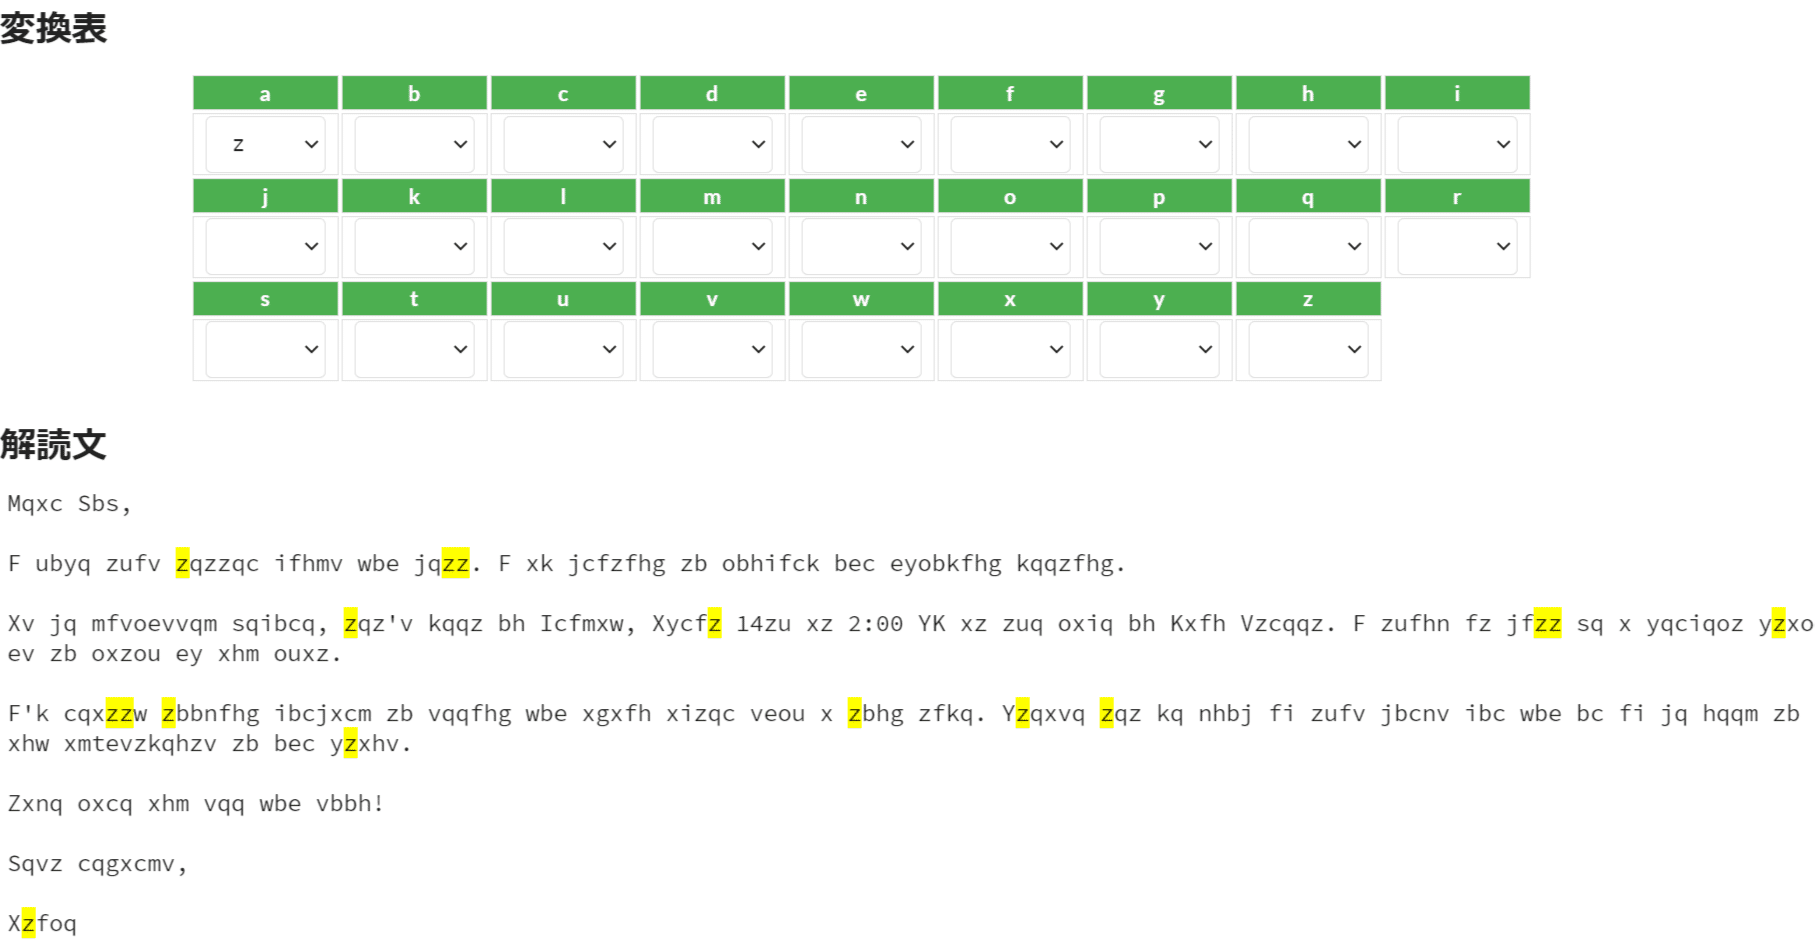 変換表
a b c d e f g h i
z
j k l m n o p q r
s t u v w x y z
解読文
Mqxc Sbs,
F ubyq zufv zqzzqc ifhmv wbe jqzz. F xk jcfzfhg zb obhifck bec eyobkfhg kqqzfhg.
Xv jq mfvoevvqm sqibcq, zqz'v kqqz bh Icfmxw, Xycfz 14zu xz 2:00 YK xz zuq oxiq bh Kxfh Vzcqqz. F zufhn fz jfzz sq x yqciqoz yzxo
ev zb oxzou ey xhm ouxz.
F'k cqxzzw zbbnfhg ibcjxcm zb vqqfhg wbe xgxfh xizqc veou x zbhg zfkq. Yzqxvq zqz kq nhbj fi zufv jbcnv ibc wbe bc fi jq hqqm zb
xhw xmtevzkqhzv zb bec yzxhv.
Zxnq oxcq xhm vqq wbe vbbh!
Sqvz cqgxcmv,
Xzfoq